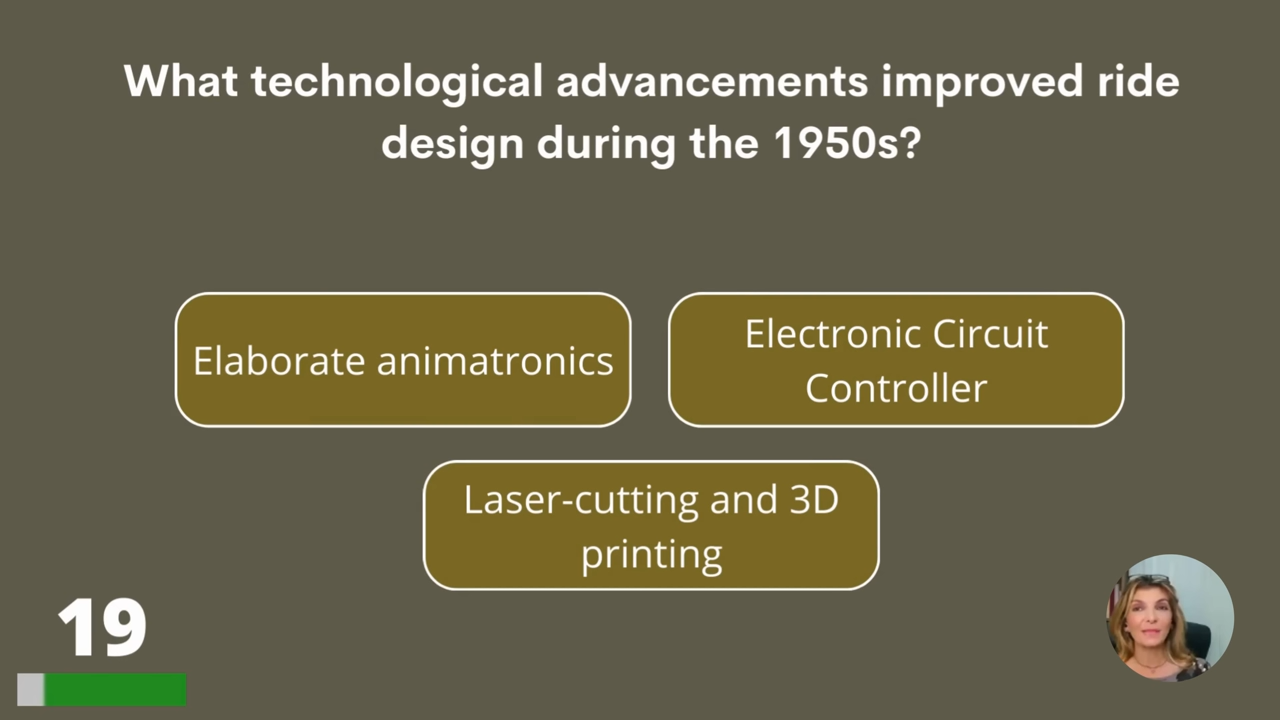 What technological advancements improved ride
design during the 1950s?
Elaborate animatronics
Electronic Circuit
Controller
Laser-cutting and 3D
printing
19